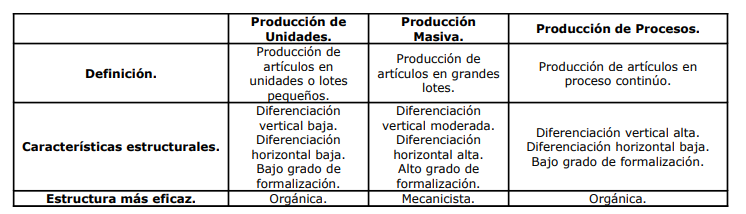 Producción de Unidades.
Producción Masiva.
Producción de Procesos.
Definición.
Producción de artículos en unidades o lotes pequeños.
Producción de artículos en grandes lotes.
Producción de artículos en proceso continúo.
Características estructurales.
Diferenciación vertical baja.
Diferenciación horizontal baja.
Bajo grado de formalización.
Diferenciación vertical moderada.
Diferenciación horizontal alta.
Alto grado de formalización.
Diferenciación vertical alta.
Diferenciación horizontal baja.
Bajo grado de formalización.
Estructura más eficaz.
Orgánica.
Mecanicista.
Orgánica.